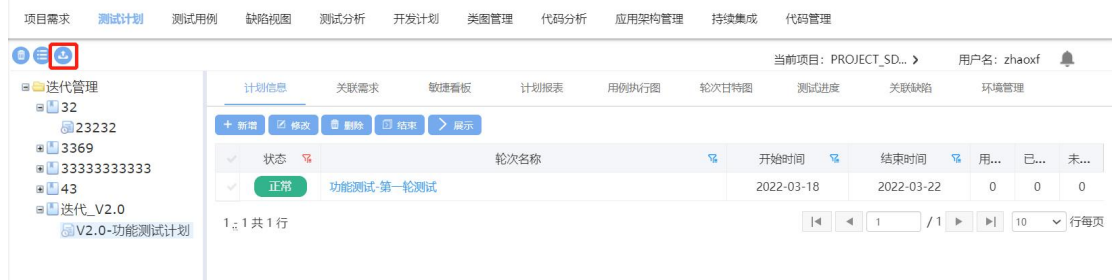 项目需求 测试计划 测试用例 缺陷视图 测试分析 开发计划 类图管理 代码分析 应用架构管理 持续集成 代码管理
当前项目：PROJECT_SD... 用户名：zhaoxf
迭代管理
32
23232
3369
33333333333
43
迭代_V2.0
V2.0-功能测试计划
计划信息 关联需求 敏捷看板 计划报表 用例执行图 轮次甘特图 测试进度 关联缺陷 环境管理
+ 新增 修改 删除 结束 展示
状态 轮次名称 开始时间 结束时间 用... 已... 未...
正常 功能测试-第一轮测试 2022-03-18 2022-03-22 0 0 0
1 - 1 共 1 行 1 / 1 10 行每页